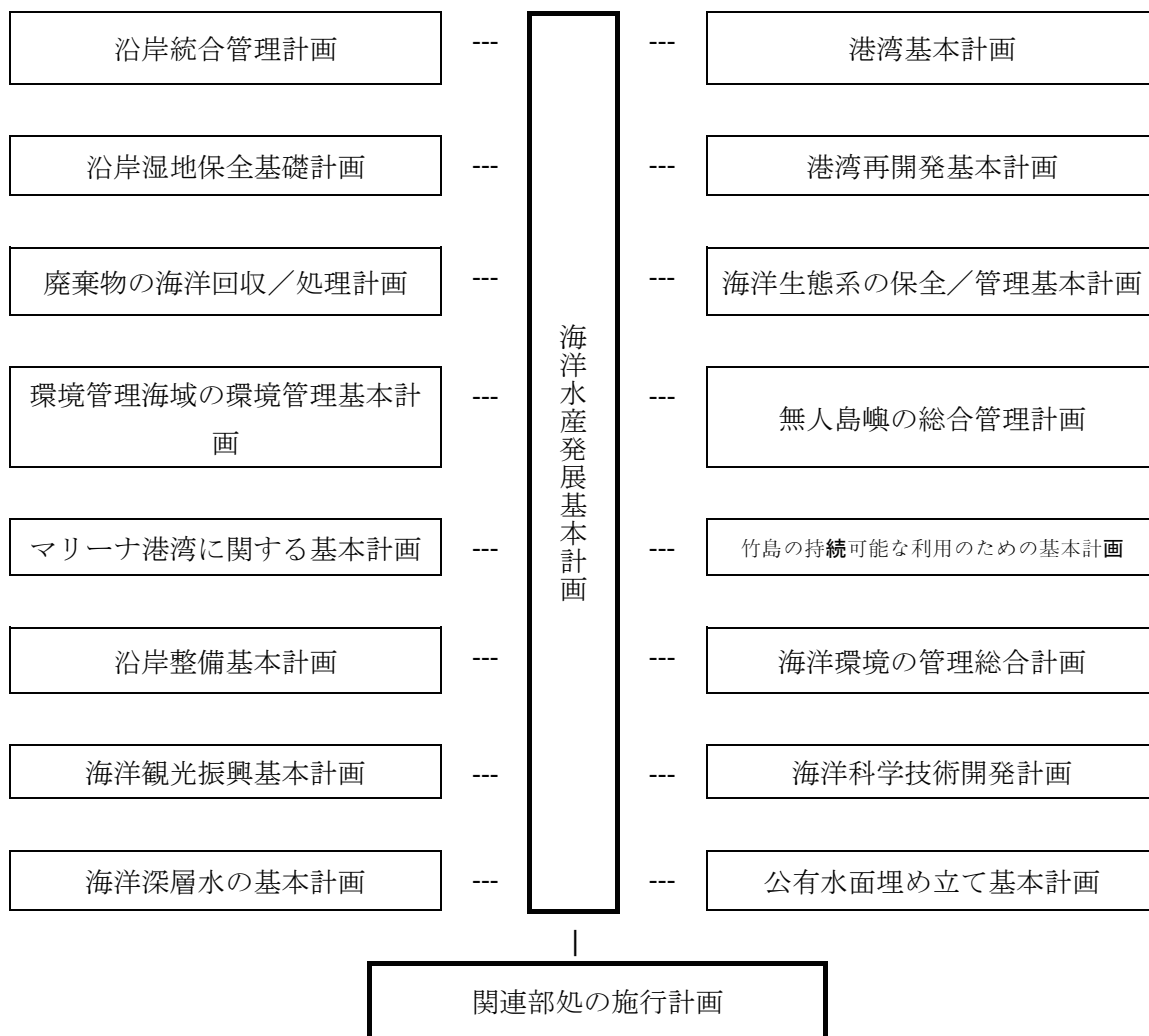 沿岸統合管理計画
---
---
港湾基本計画
沿岸湿地保全基礎計画
---
---
港湾再開発基本計画
廃棄物の海洋回収／処理計画
---
---
海洋生態系の保全／管理基本計画
環境管理海域の環境管理基本計
画
---
---
無人島嶼の総合管理計画
マリーナ港湾に関する基本計画
---
---
竹島の持続可能な利用のための基本計画
沿岸整備基本計画
---
---
海洋環境の管理総合計画
海洋観光振興基本計画
---
---
海洋科学技術開発計画
海洋深層水の基本計画
---
---
公有水面埋め立て基本計画
海洋水産発展基本計画
関連部処の施行計画